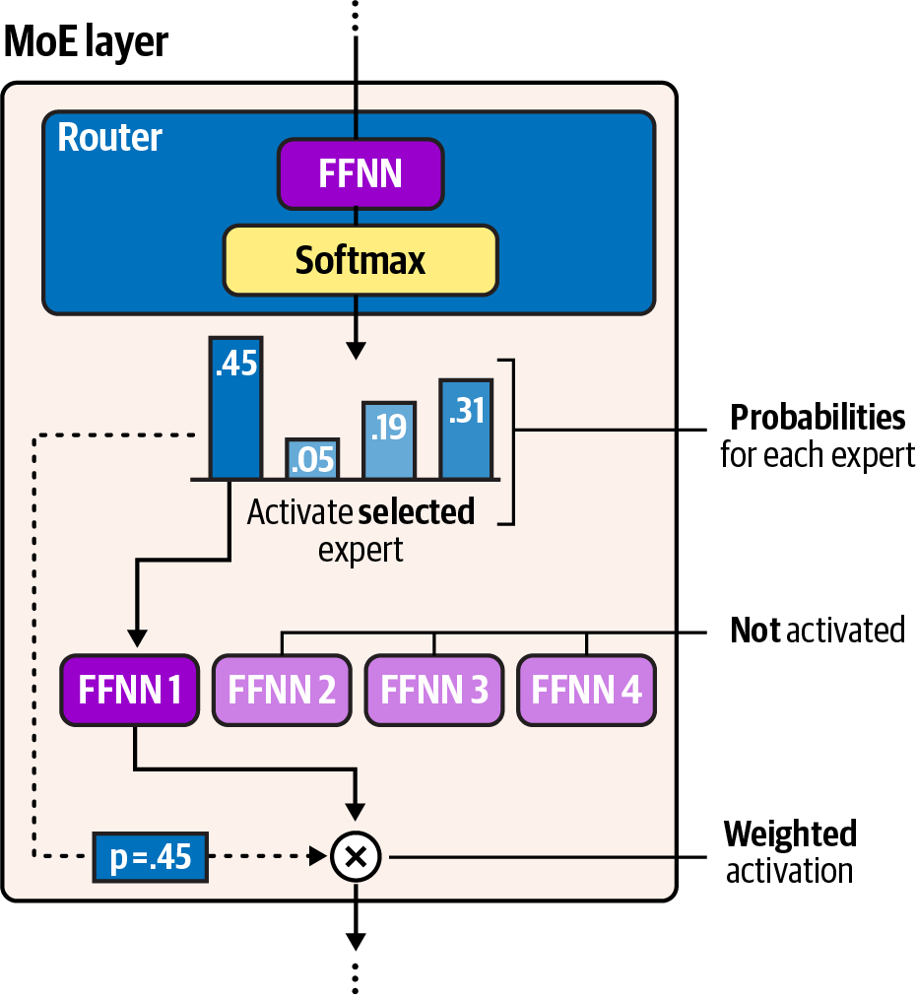 MoE layer
Router
FFNN
Softmax
.45
.05
.19
.31
Probabilities
for each expert
Activate selected
expert
Not activated
FFNN 1
FFNN 2
FFNN 3
FFNN 4
Weighted
activation
p=.45